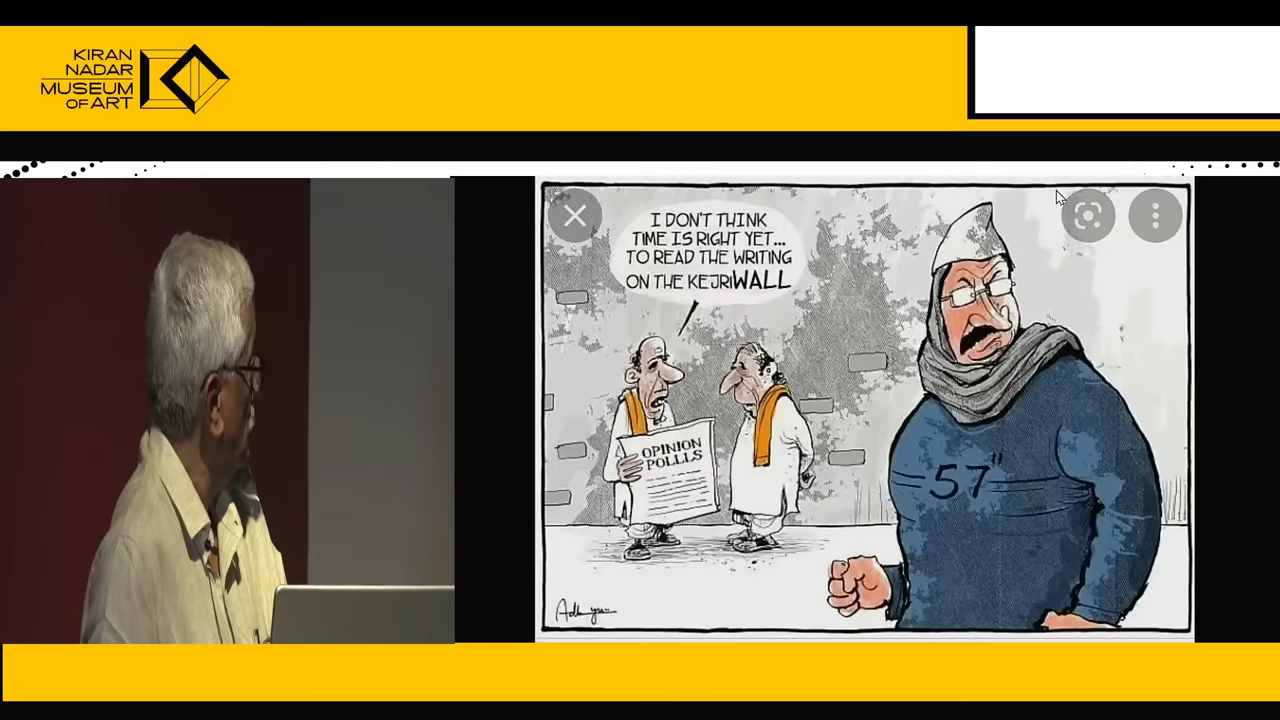 KIRAN
NADAR
MUSEUM
OF ART
I DON'T THINK
TIME IS RIGHT YET...
TO READ THE WRITING
ON THE KEJRIWALL
OPINION
POLLLS
57"